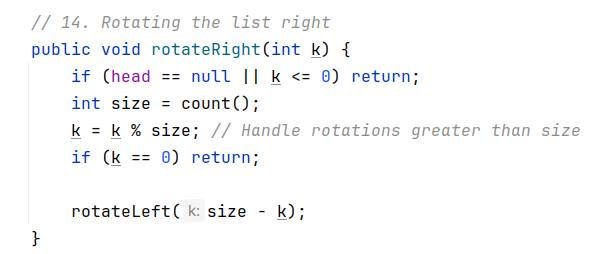 // 14. Rotating the list right
public void rotateRight(int k) {
if (head == null || k <= 0) return;
int size = count();
k = k % size; // Handle rotations greater than size
if (k == 0) return;
rotateLeft( k: size - k);
}